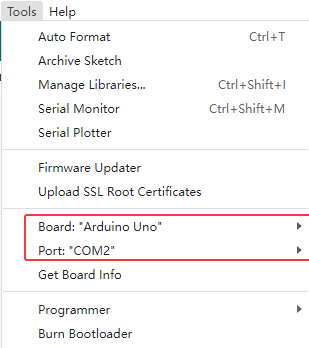 Tools Help
Auto Format Ctrl+T
Archive Sketch
Manage Libraries... Ctrl+Shift+I
Serial Monitor Ctrl+Shift+M
Serial Plotter
Firmware Updater
Upload SSL Root Certificates
Board: "Arduino Uno"
Port: "COM2"
Get Board Info
Programmer
Burn Bootloader